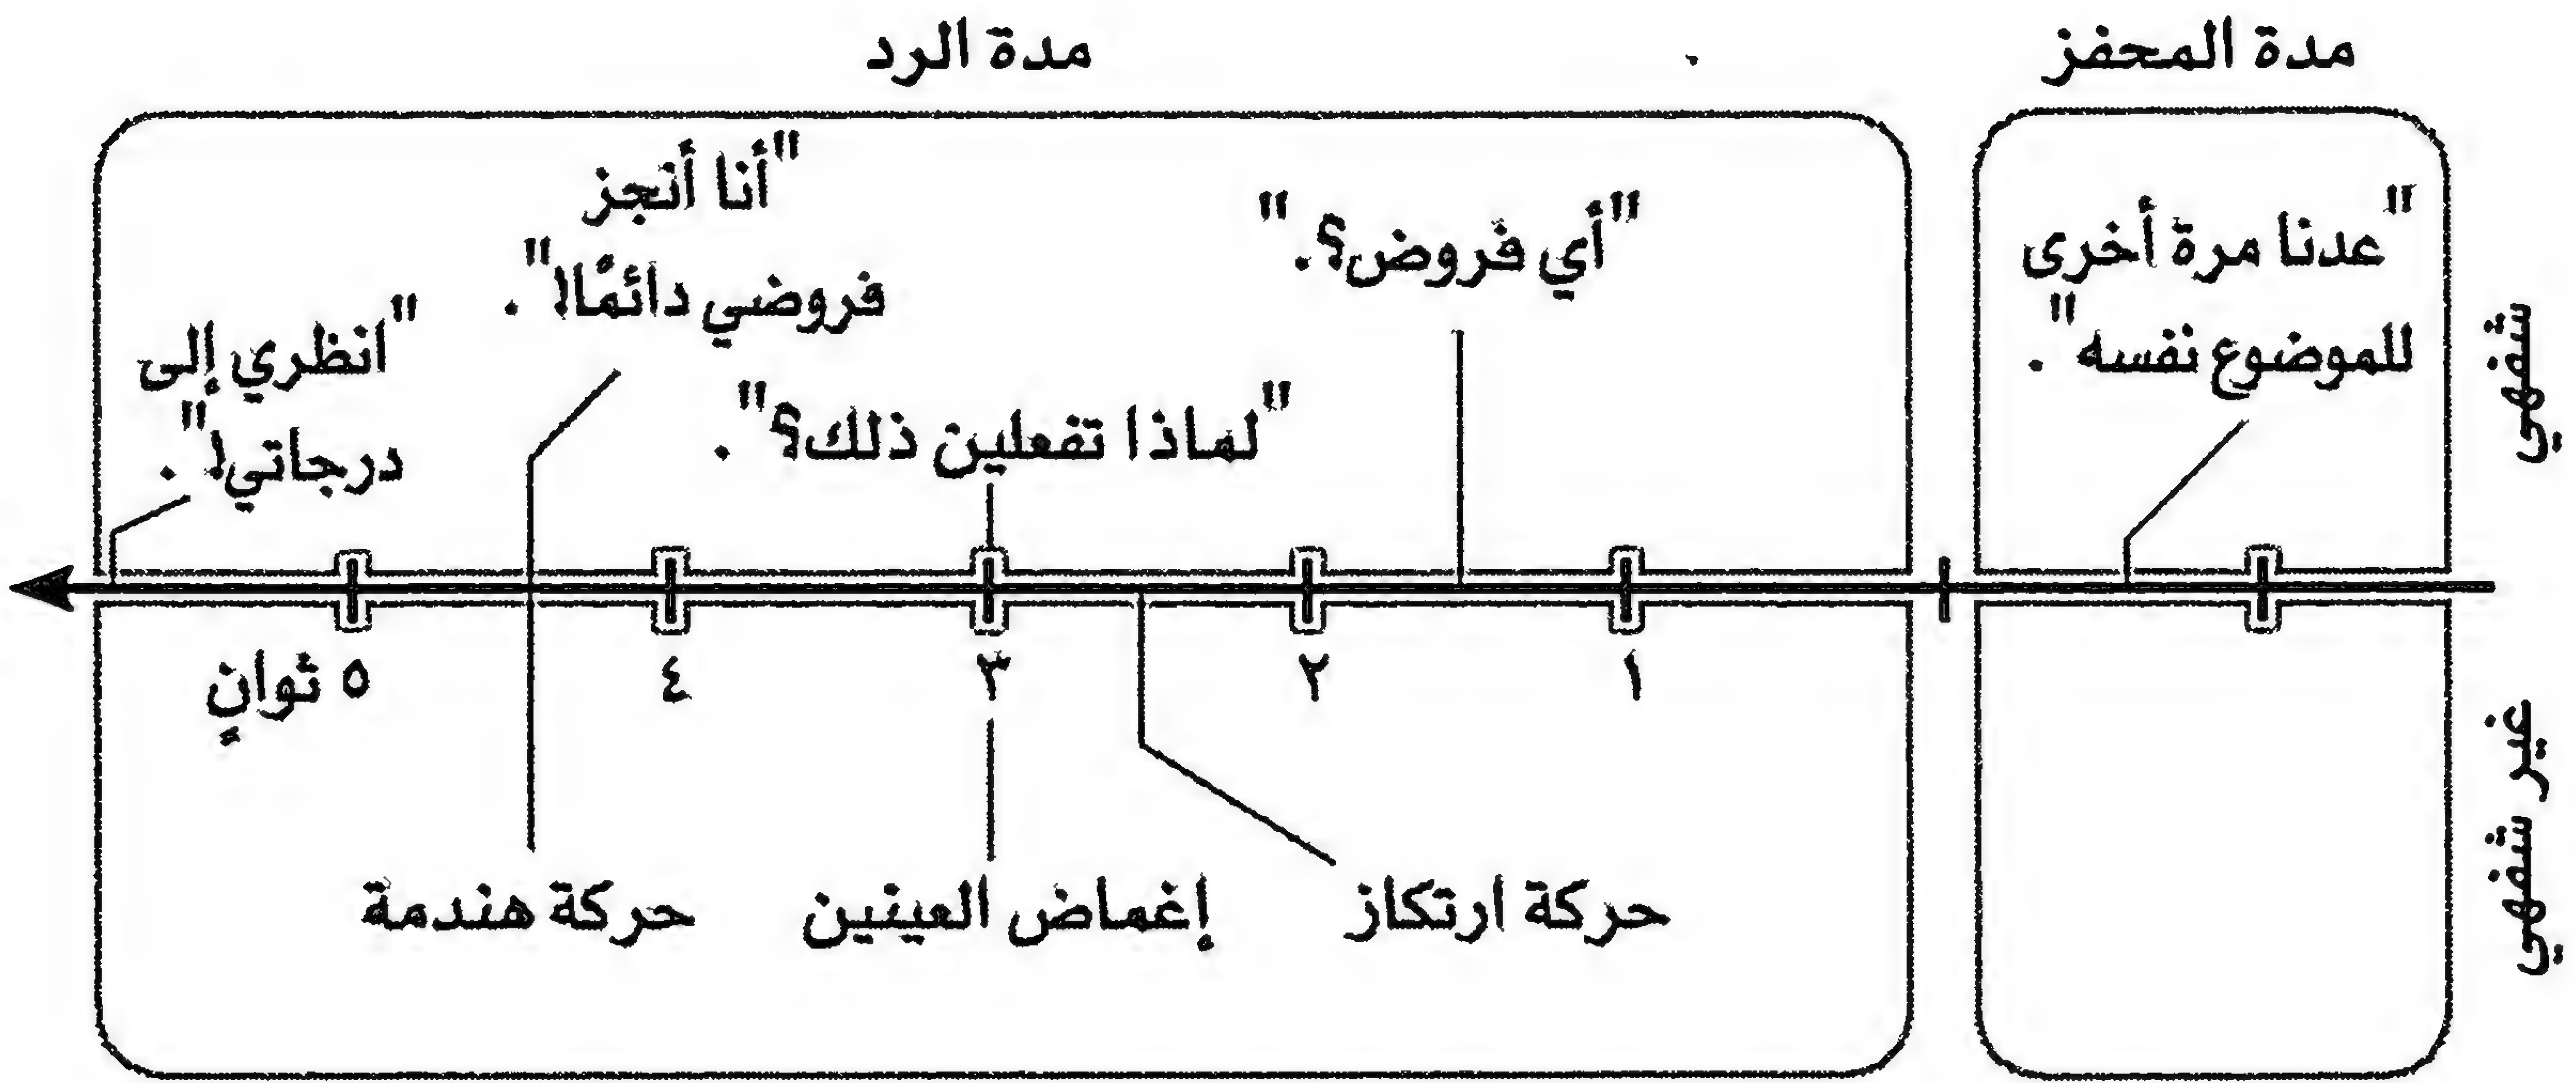 مدة المحفز
مدة الرد
"عدنا مرة أخرى
للموضوع نفسه".
"أي فروض؟."
"لماذا تفعلين ذلك؟".
"أنا أنجز
فروضي دائمًا!".
"انظري إلى
درجاتي!".
شفهي
١
٢
٣
٤
٥ ثوانٍ
غير شفهي
حركة ارتكاز
إغماض العينين
حركة هندمة